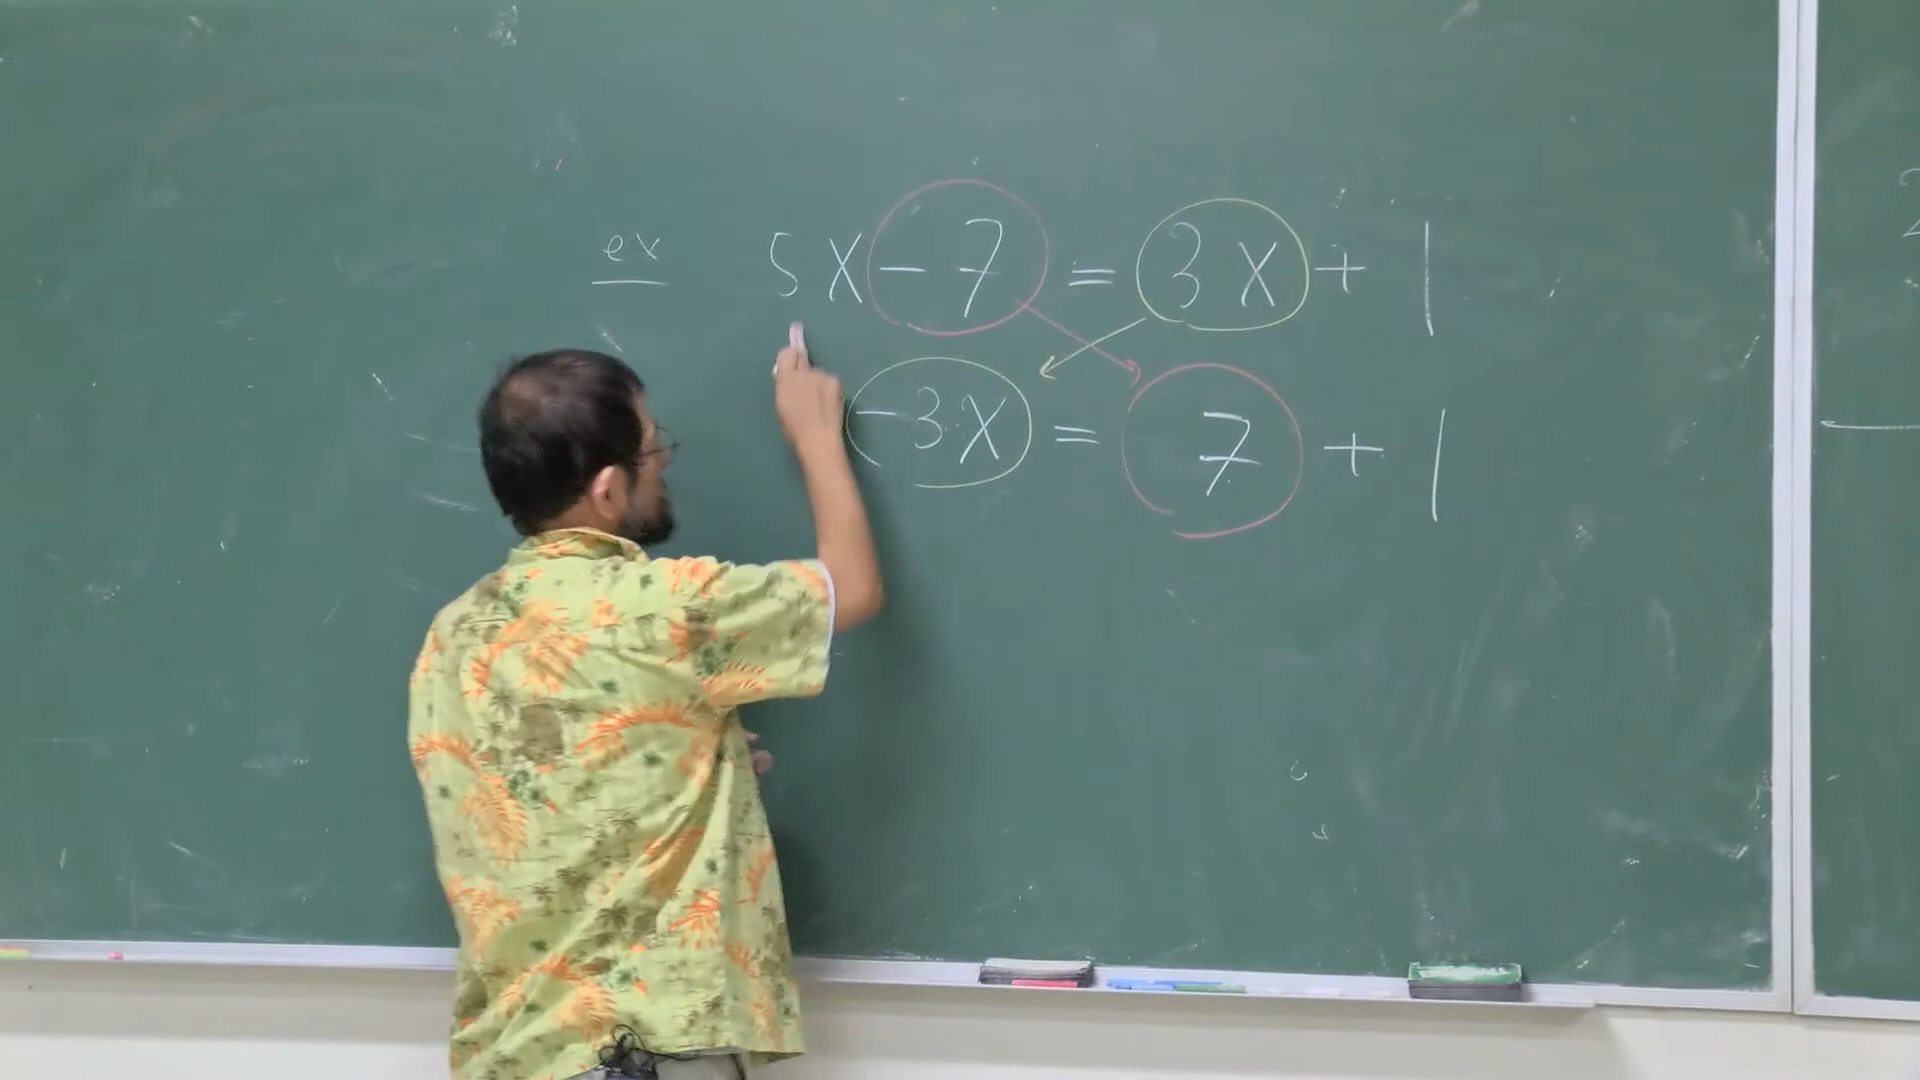 ex 5x - 7 = 3x + 1
- 3x = 7 + 1